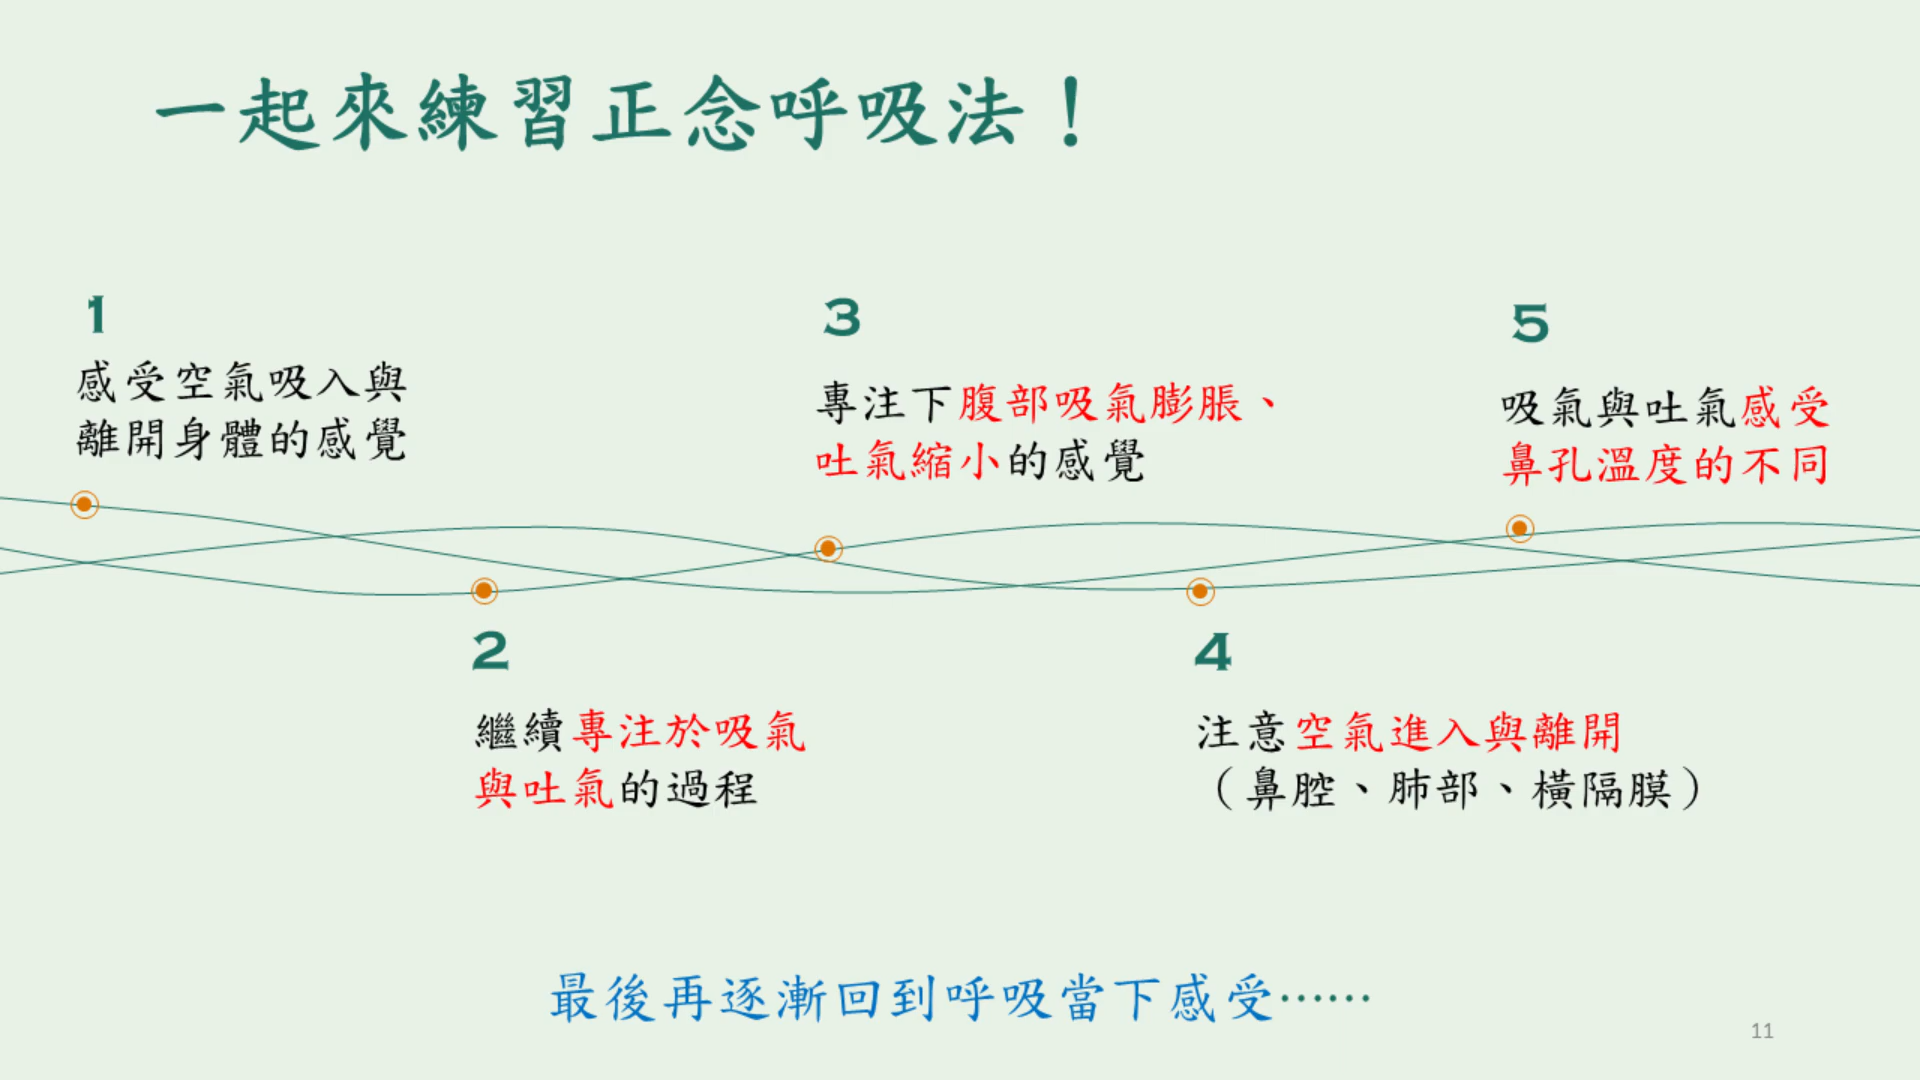 一起來練習正念呼吸法！
1
感受空氣吸入與
離開身體的感覺
2
繼續專注於吸氣
與吐氣的過程
3
專注下腹部吸氣膨脹、
吐氣縮小的感覺
4
注意空氣進入與離開
（鼻腔、肺部、橫隔膜）
5
吸氣與吐氣感受
鼻孔溫度的不同
最後再逐漸回到呼吸當下感受……
11